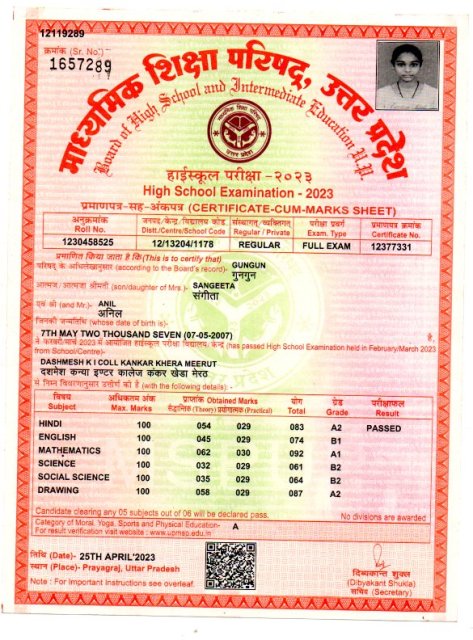 12119289
क्रमांक (Sr. No.)
1657289
माध्यमिक शिक्षा परिषद, उत्तर प्रदेश
Board of High School and Intermediate Education U.P.
हाईस्कूल परीक्षा -२०२३
High School Examination - 2023
प्रमाणपत्र-सह-अंकपत्र (CERTIFICATE-CUM-MARKS SHEET)
अनुक्रमांक जनपद/केन्द्र/विद्यालय कोड संस्थागत/व्यक्तिगत परीक्षा प्रवर्ग प्रमाणपत्र क्रमांक
Roll No. Distt./Centre/School Code Regular / Private Exam. Type Certificate No.
1230458525 12/13204/1178 REGULAR FULL EXAM 12377331
प्रमाणित किया जाता है कि (This is to certify that)
GUNGUN
परिषद के अभिलेखानुसार (according to the Board's record)- गुनगुन
SANGEETA
आत्मज/आत्मजा श्रीमती (son/daughter of Mrs.)- संगीता
एवं श्री (and Mr.)- ANIL
अनिल
जिनकी जन्मतिथि (whose date of birth is)-
7TH MAY TWO THOUSAND SEVEN (07-05-2007) है,
ने फरवरी/मार्च 2023 में आयोजित हाईस्कूल परीक्षा विद्यालय/केन्द्र (has passed High School Examination held in February/March 2023
from School/Centre)-
DASHMESH K I COLL KANKAR KHERA MEERUT
दशमेश कन्या इण्टर कालेज कंकर खेडा मेरठ
से निम्न विवरणानुसार उत्तीर्ण की है (with the following details) :-
विषय अधिकतम अंक प्राप्तांक Obtained Marks योग ग्रेड परीक्षाफल
Subject Max. Marks सैद्धान्तिक (Theory) प्रयोगात्मक (Practical) Total Grade Result
HINDI 100 054 029 083 A2 PASSED
ENGLISH 100 045 029 074 B1
MATHEMATICS 100 062 030 092 A1
SCIENCE 100 032 029 061 B2
SOCIAL SCIENCE 100 035 029 064 B2
DRAWING 100 058 029 087 A2
Candidate clearing any 05 subjects out of 06 will be declared pass. No divisions are awarded
Category of Moral, Yoga, Sports and Physical Education- A
For result verification visit website : www.upmsp.edu.in
तिथि (Date)- 25TH APRIL'2023
स्थान (Place)- Prayagraj, Uttar Pradesh
Note : For Important Instructions see overleaf.
दिब्यकान्त शुक्ल
(Dibyakant Shukla)
सचिव (Secretary)